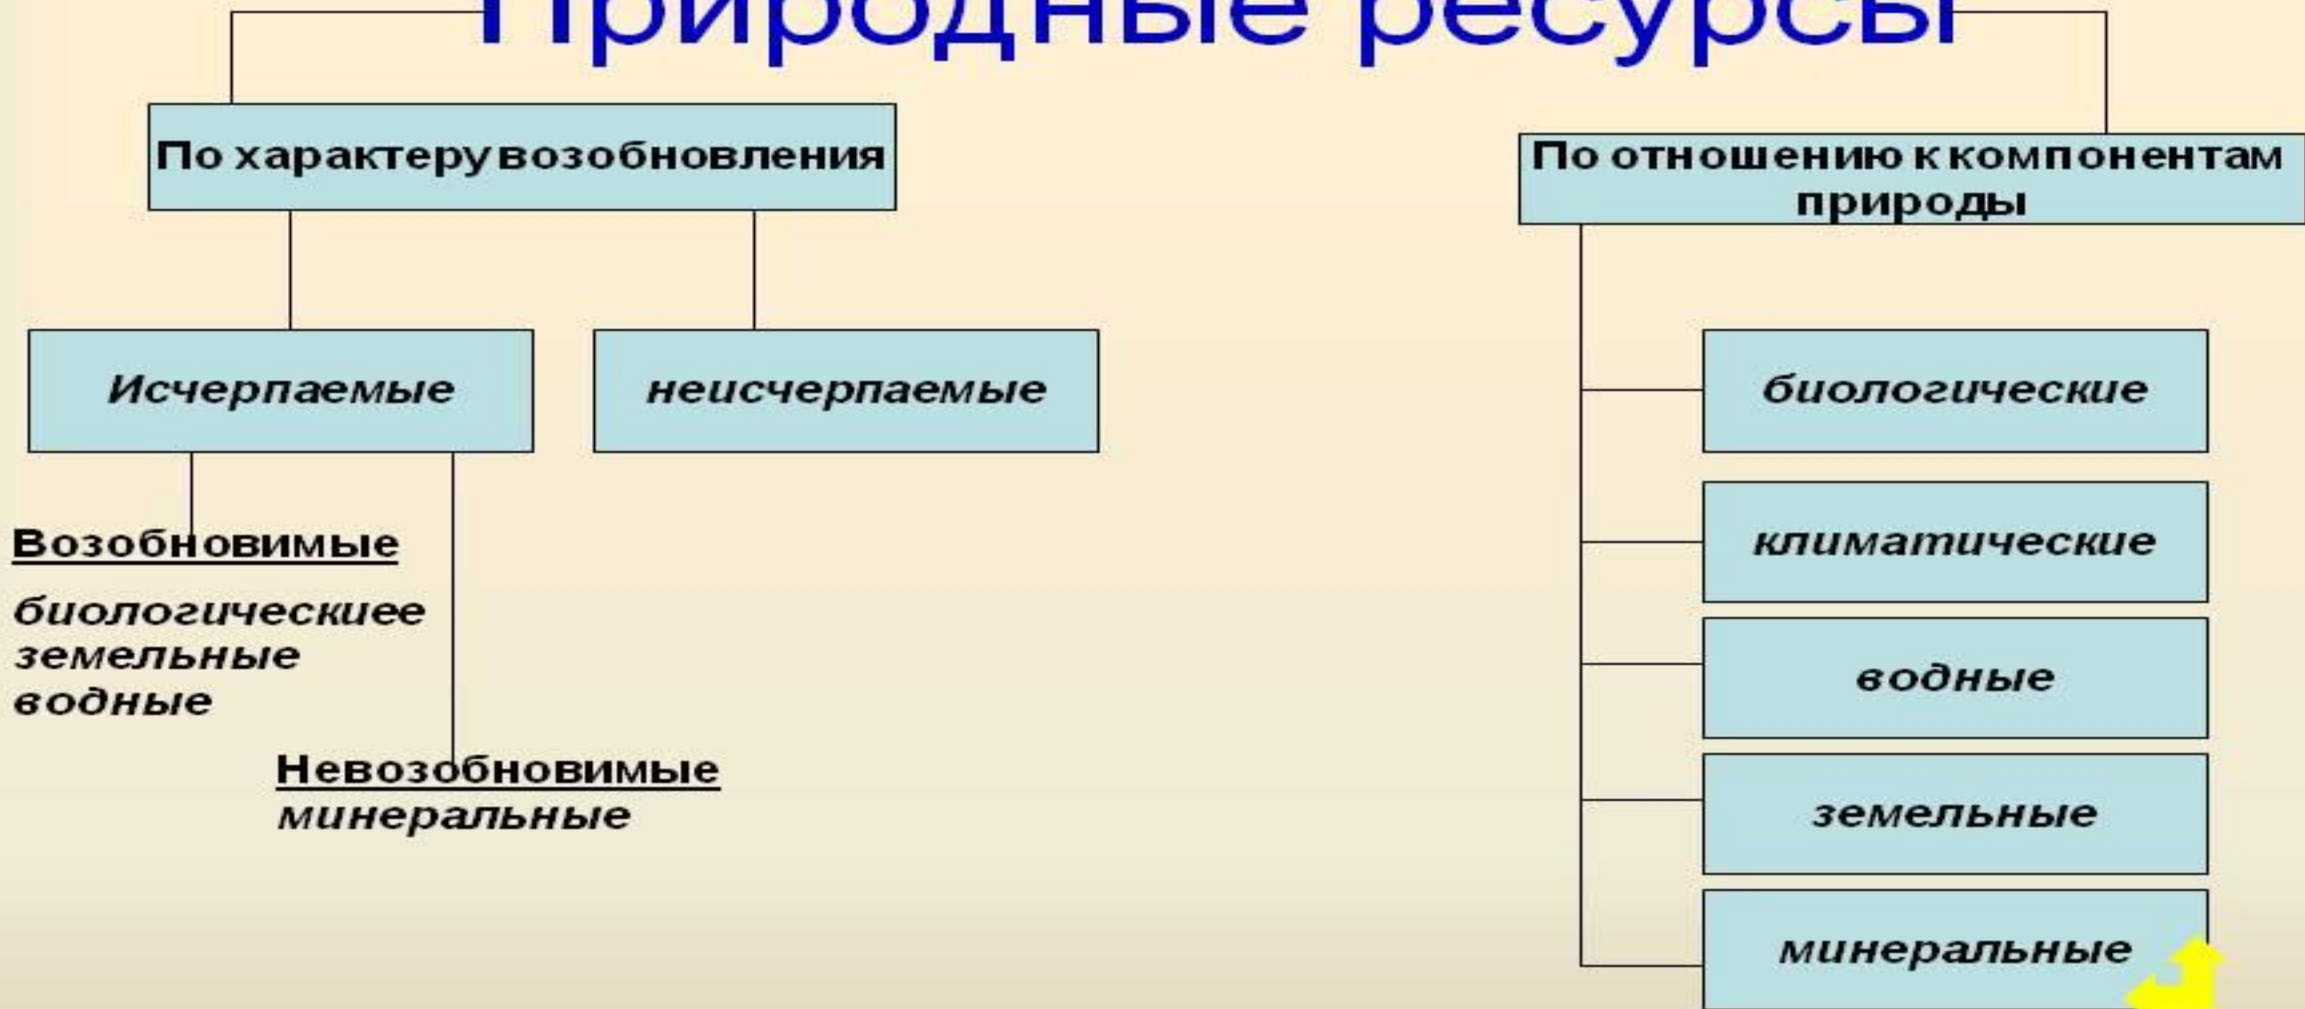 Природные ресурсы
По характеру возобновления
По отношению к компонентам
природы
Исчерпаемые
неисчерпаемые
Возобновимые
биологическиее
земельные
водные
Невозобновимые
минеральные
биологические
климатические
водные
земельные
минеральные